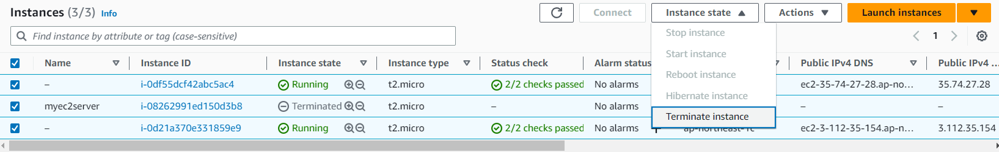 Instances (3/3) Info Connect Instance state Actions Launch instances
Find instance by attribute or tag (case-sensitive) 1
Stop instance
Start instance
Reboot instance
Hibernate instance
Terminate instance
Name Instance ID Instance state Instance type Status check Alarm status Public IPv4 DNS Public IPv4 ...
– i-0df55dcf42abc5ac4 Running t2.micro 2/2 checks passed No alarms ec2-35-74-27-28.ap-no... 35.74.27.28
myec2server i-08262991ed150d3b8 Terminated t2.micro – No alarms – –
– i-0d21a370e331859e9 Running t2.micro 2/2 checks passed No alarms ap-northeast-1c ec2-3-112-35-154.ap-n... 3.112.35.154